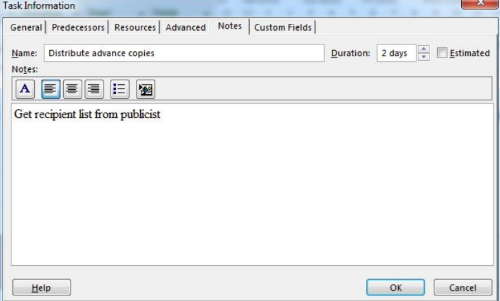 Task Information
General Predecessors Resources Advanced Notes Custom Fields
Name: Distribute advance copies Duration: 2 days Estimated
Notes:
A
Get recipient list from publicist
Help OK Cancel